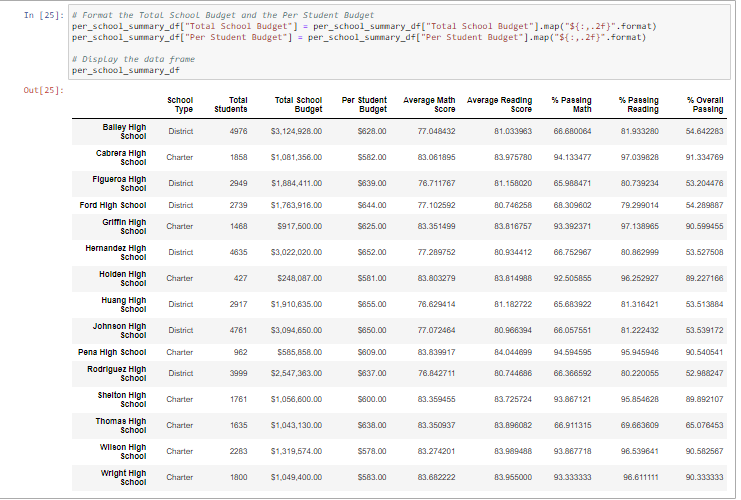 In [25]: # Format the Total School Budget and the Per Student Budget
per_school_summary_df["Total School Budget"] = per_school_summary_df["Total School Budget"].map("${:,.2f}".format)
per_school_summary_df["Per Student Budget"] = per_school_summary_df["Per Student Budget"].map("${:,.2f}".format)
# Display the data frame
per_school_summary_df
Out[25]:
School Type Total Students Total School Budget Per Student Budget Average Math Score Average Reading Score % Passing Math % Passing Reading % Overall Passing
Bailey High School District 4976 $3,124,928.00 $628.00 77.048432 81.033963 66.680064 81.933280 54.642283
Cabrera High School Charter 1858 $1,081,356.00 $582.00 83.061895 83.975780 94.133477 97.039828 91.334769
Figueroa High School District 2949 $1,884,411.00 $639.00 76.711767 81.158020 65.988471 80.739234 53.204476
Ford High School District 2739 $1,763,916.00 $644.00 77.102592 80.746258 68.309602 79.299014 54.289887
Griffin High School Charter 1468 $917,500.00 $625.00 83.351499 83.816757 93.392371 97.138965 90.599455
Hernandez High School District 4635 $3,022,020.00 $652.00 77.289752 80.934412 66.752967 80.862999 53.527508
Holden High School Charter 427 $248,087.00 $581.00 83.803279 83.814988 92.505855 96.252927 89.227166
Huang High School District 2917 $1,910,635.00 $655.00 76.629414 81.182722 65.683922 81.316421 53.513884
Johnson High School District 4761 $3,094,650.00 $650.00 77.072464 80.966394 66.057551 81.222432 53.539172
Pena High School Charter 962 $585,858.00 $609.00 83.839917 84.044699 94.594595 95.945946 90.540541
Rodriguez High School District 3999 $2,547,363.00 $637.00 76.842711 80.744686 66.366592 80.220055 52.988247
Shelton High School Charter 1761 $1,056,600.00 $600.00 83.359455 83.725724 93.867121 95.854628 89.892107
Thomas High School Charter 1635 $1,043,130.00 $638.00 83.350937 83.896082 66.911315 69.663609 65.076453
Wilson High School Charter 2283 $1,319,574.00 $578.00 83.274201 83.989488 93.867718 96.539641 90.582567
Wright High School Charter 1800 $1,049,400.00 $583.00 83.682222 83.955000 93.333333 96.611111 90.333333